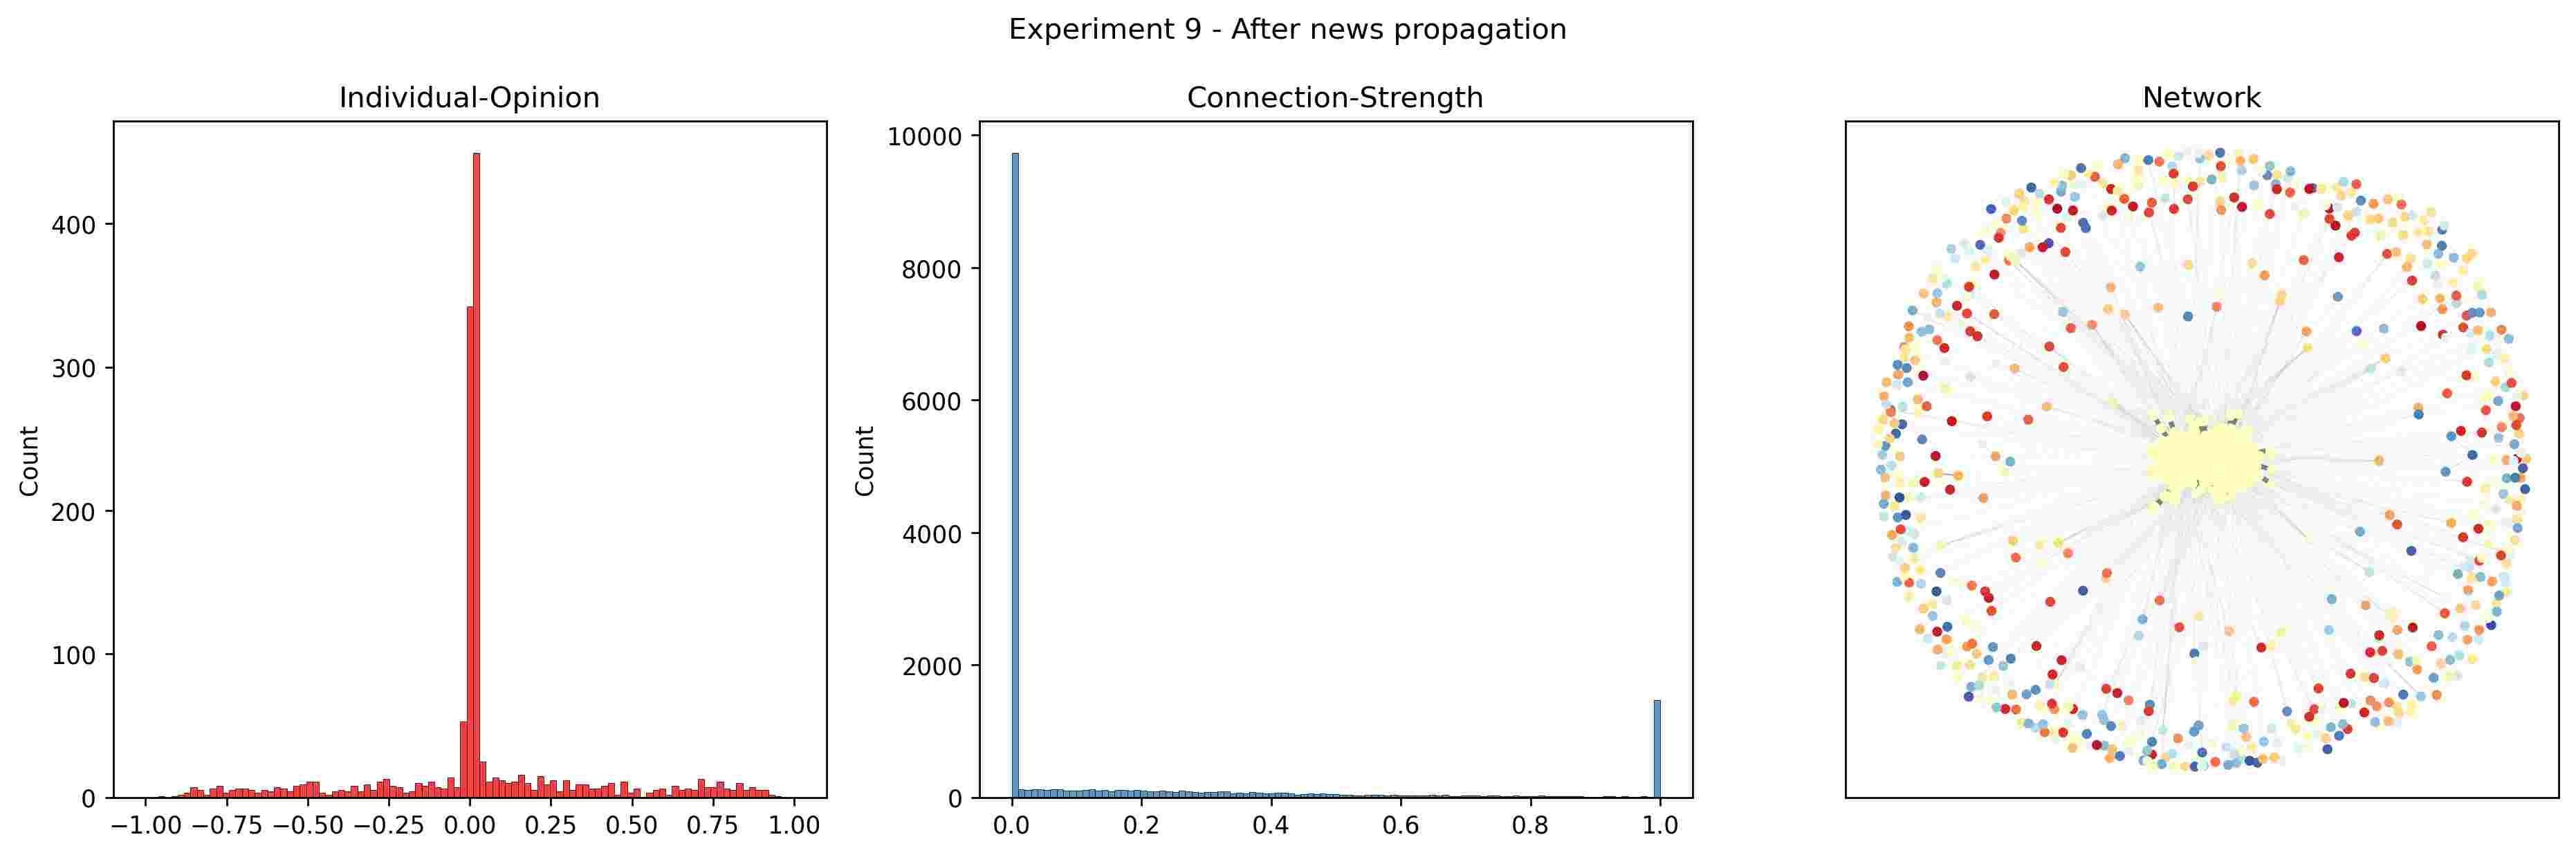 Experiment 9 - After news propagation
Individual-Opinion
Count
400
300
200
100
0
−1.00 −0.75 −0.50 −0.25 0.00 0.25 0.50 0.75 1.00
Connection-Strength
Count
10000
8000
6000
4000
2000
0
0.0 0.2 0.4 0.6 0.8 1.0
Network